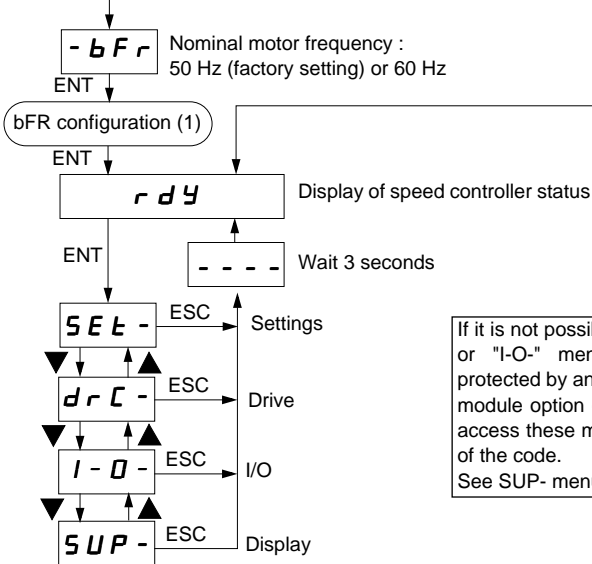 - b F r
Nominal motor frequency :
50 Hz (factory setting) or 60 Hz
ENT
bFR configuration (1)
ENT
r d Y
Display of speed controller status
ENT
- - - -
Wait 3 seconds
S E t -
ESC
Settings
d r C -
ESC
Drive
I - O -
ESC
I/O
S U P -
ESC
Display
If it is not possi
or "I-O-" men
protected by an
module option
access these m
of the code.
See SUP- menu